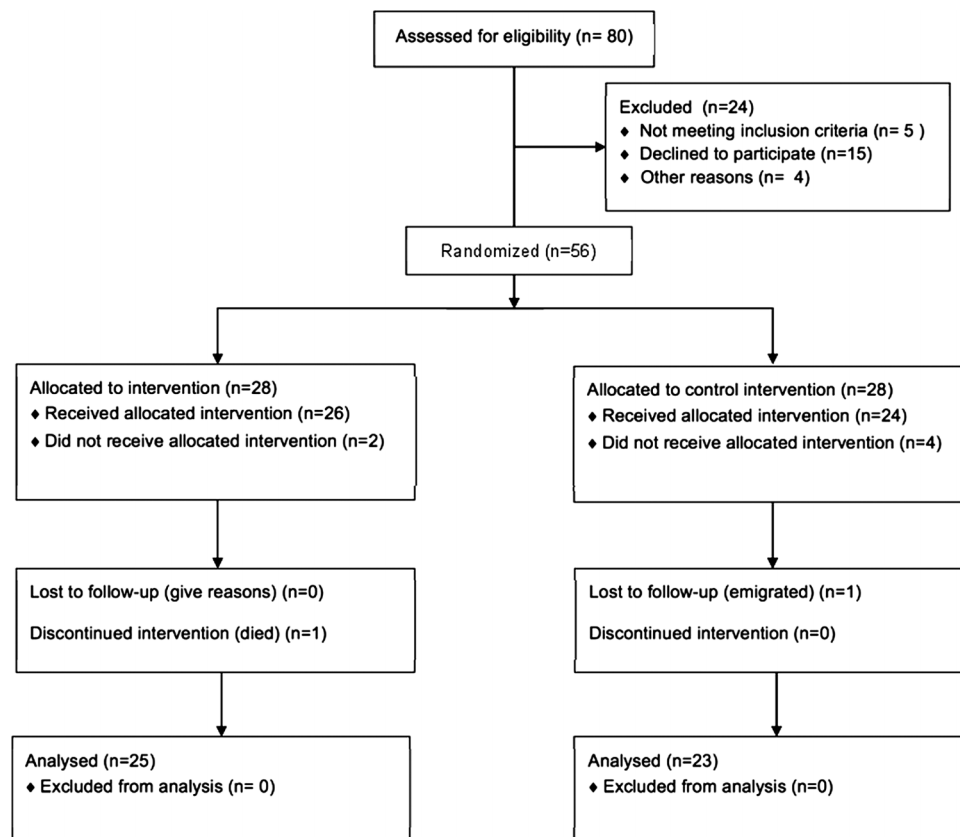 Assessed for eligibility (n= 80)
Excluded (n=24)
♦ Not meeting inclusion criteria (n= 5 )
♦ Declined to participate (n=15)
♦ Other reasons (n= 4)
Randomized (n=56)
Allocated to intervention (n=28)
♦ Received allocated intervention (n=26)
♦ Did not receive allocated intervention (n=2)
Allocated to control intervention (n=28)
♦ Received allocated intervention (n=24)
♦ Did not receive allocated intervention (n=4)
Lost to follow-up (give reasons) (n=0)
Discontinued intervention (died) (n=1)
Lost to follow-up (emigrated) (n=1)
Discontinued intervention (n=0)
Analysed (n=25)
♦ Excluded from analysis (n= 0)
Analysed (n=23)
♦ Excluded from analysis (n=0)